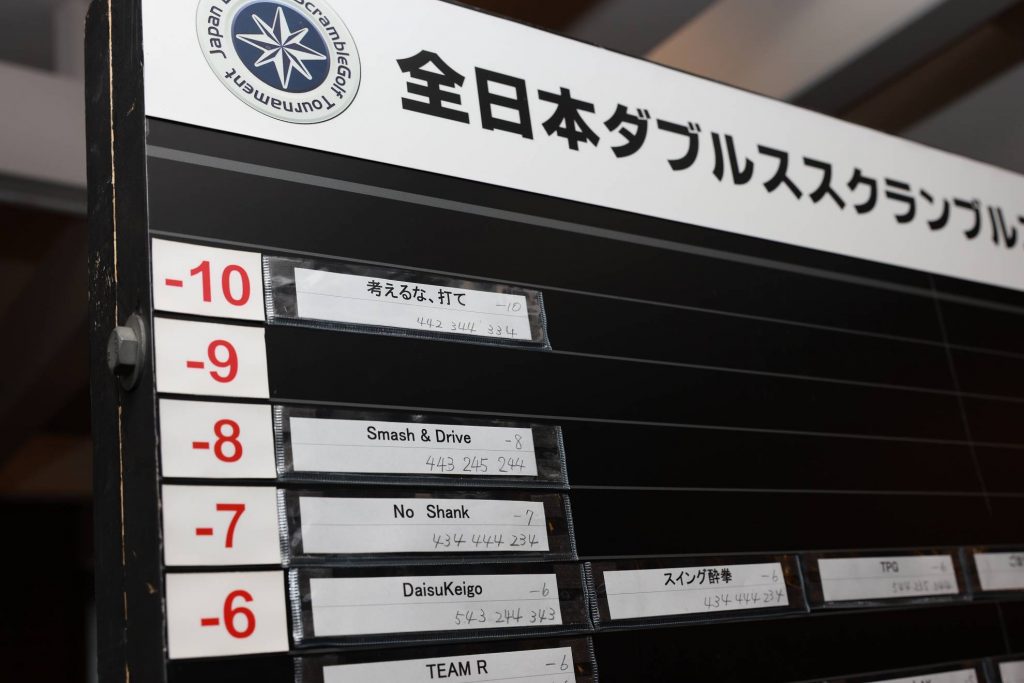 ScrambleGolf Tournament Japan
全日本ダブルススクランブル
-10
考えるな、打て -10
442 344 334
-9
-8
Smash & Drive -8
443 245 244
-7
No Shank -7
434 444 234
-6
DaisuKeigo -6
543 244 343
スイング酔拳 -6
434 444 234
TPG -6
TEAM R -6